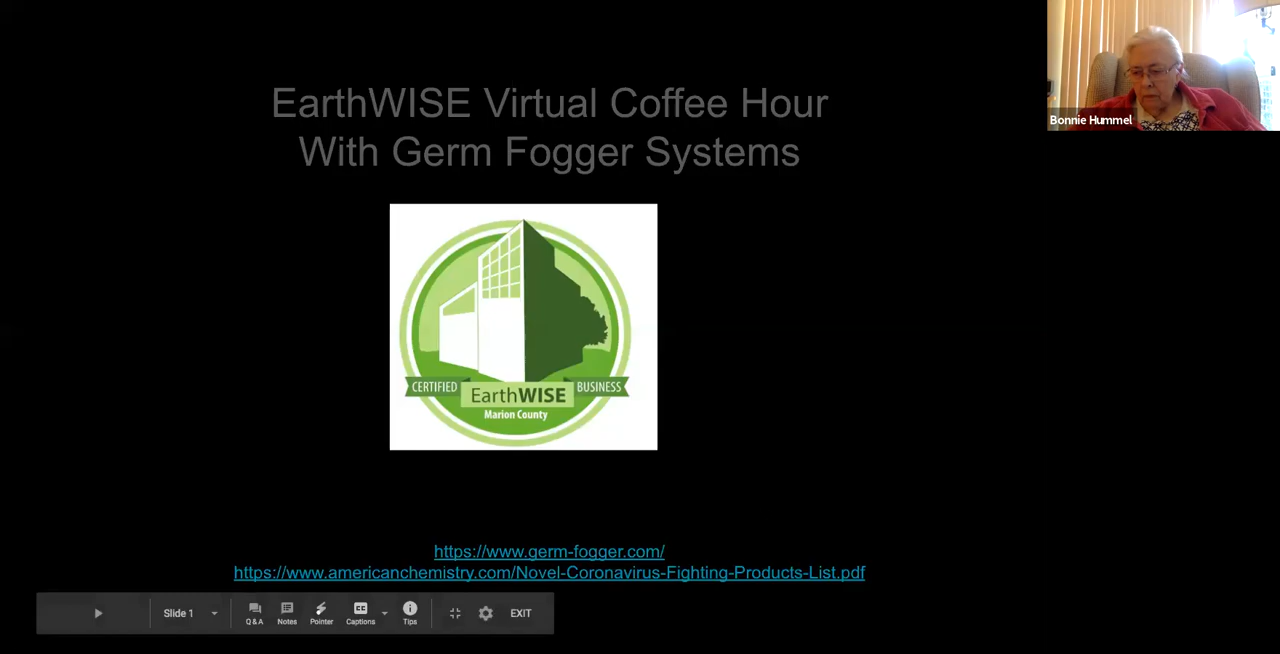 EarthWISE Virtual Coffee Hour
With Germ Fogger Systems
Bonnie Hummel
CERTIFIED EarthWISE BUSINESS
Marion County
https://www.germ-fogger.com/
https://www.americanchemistry.com/Novel-Coronavirus-Fighting-Products-List.pdf
Slide 1
Q & A Notes Pointer CC Captions Tips EXIT